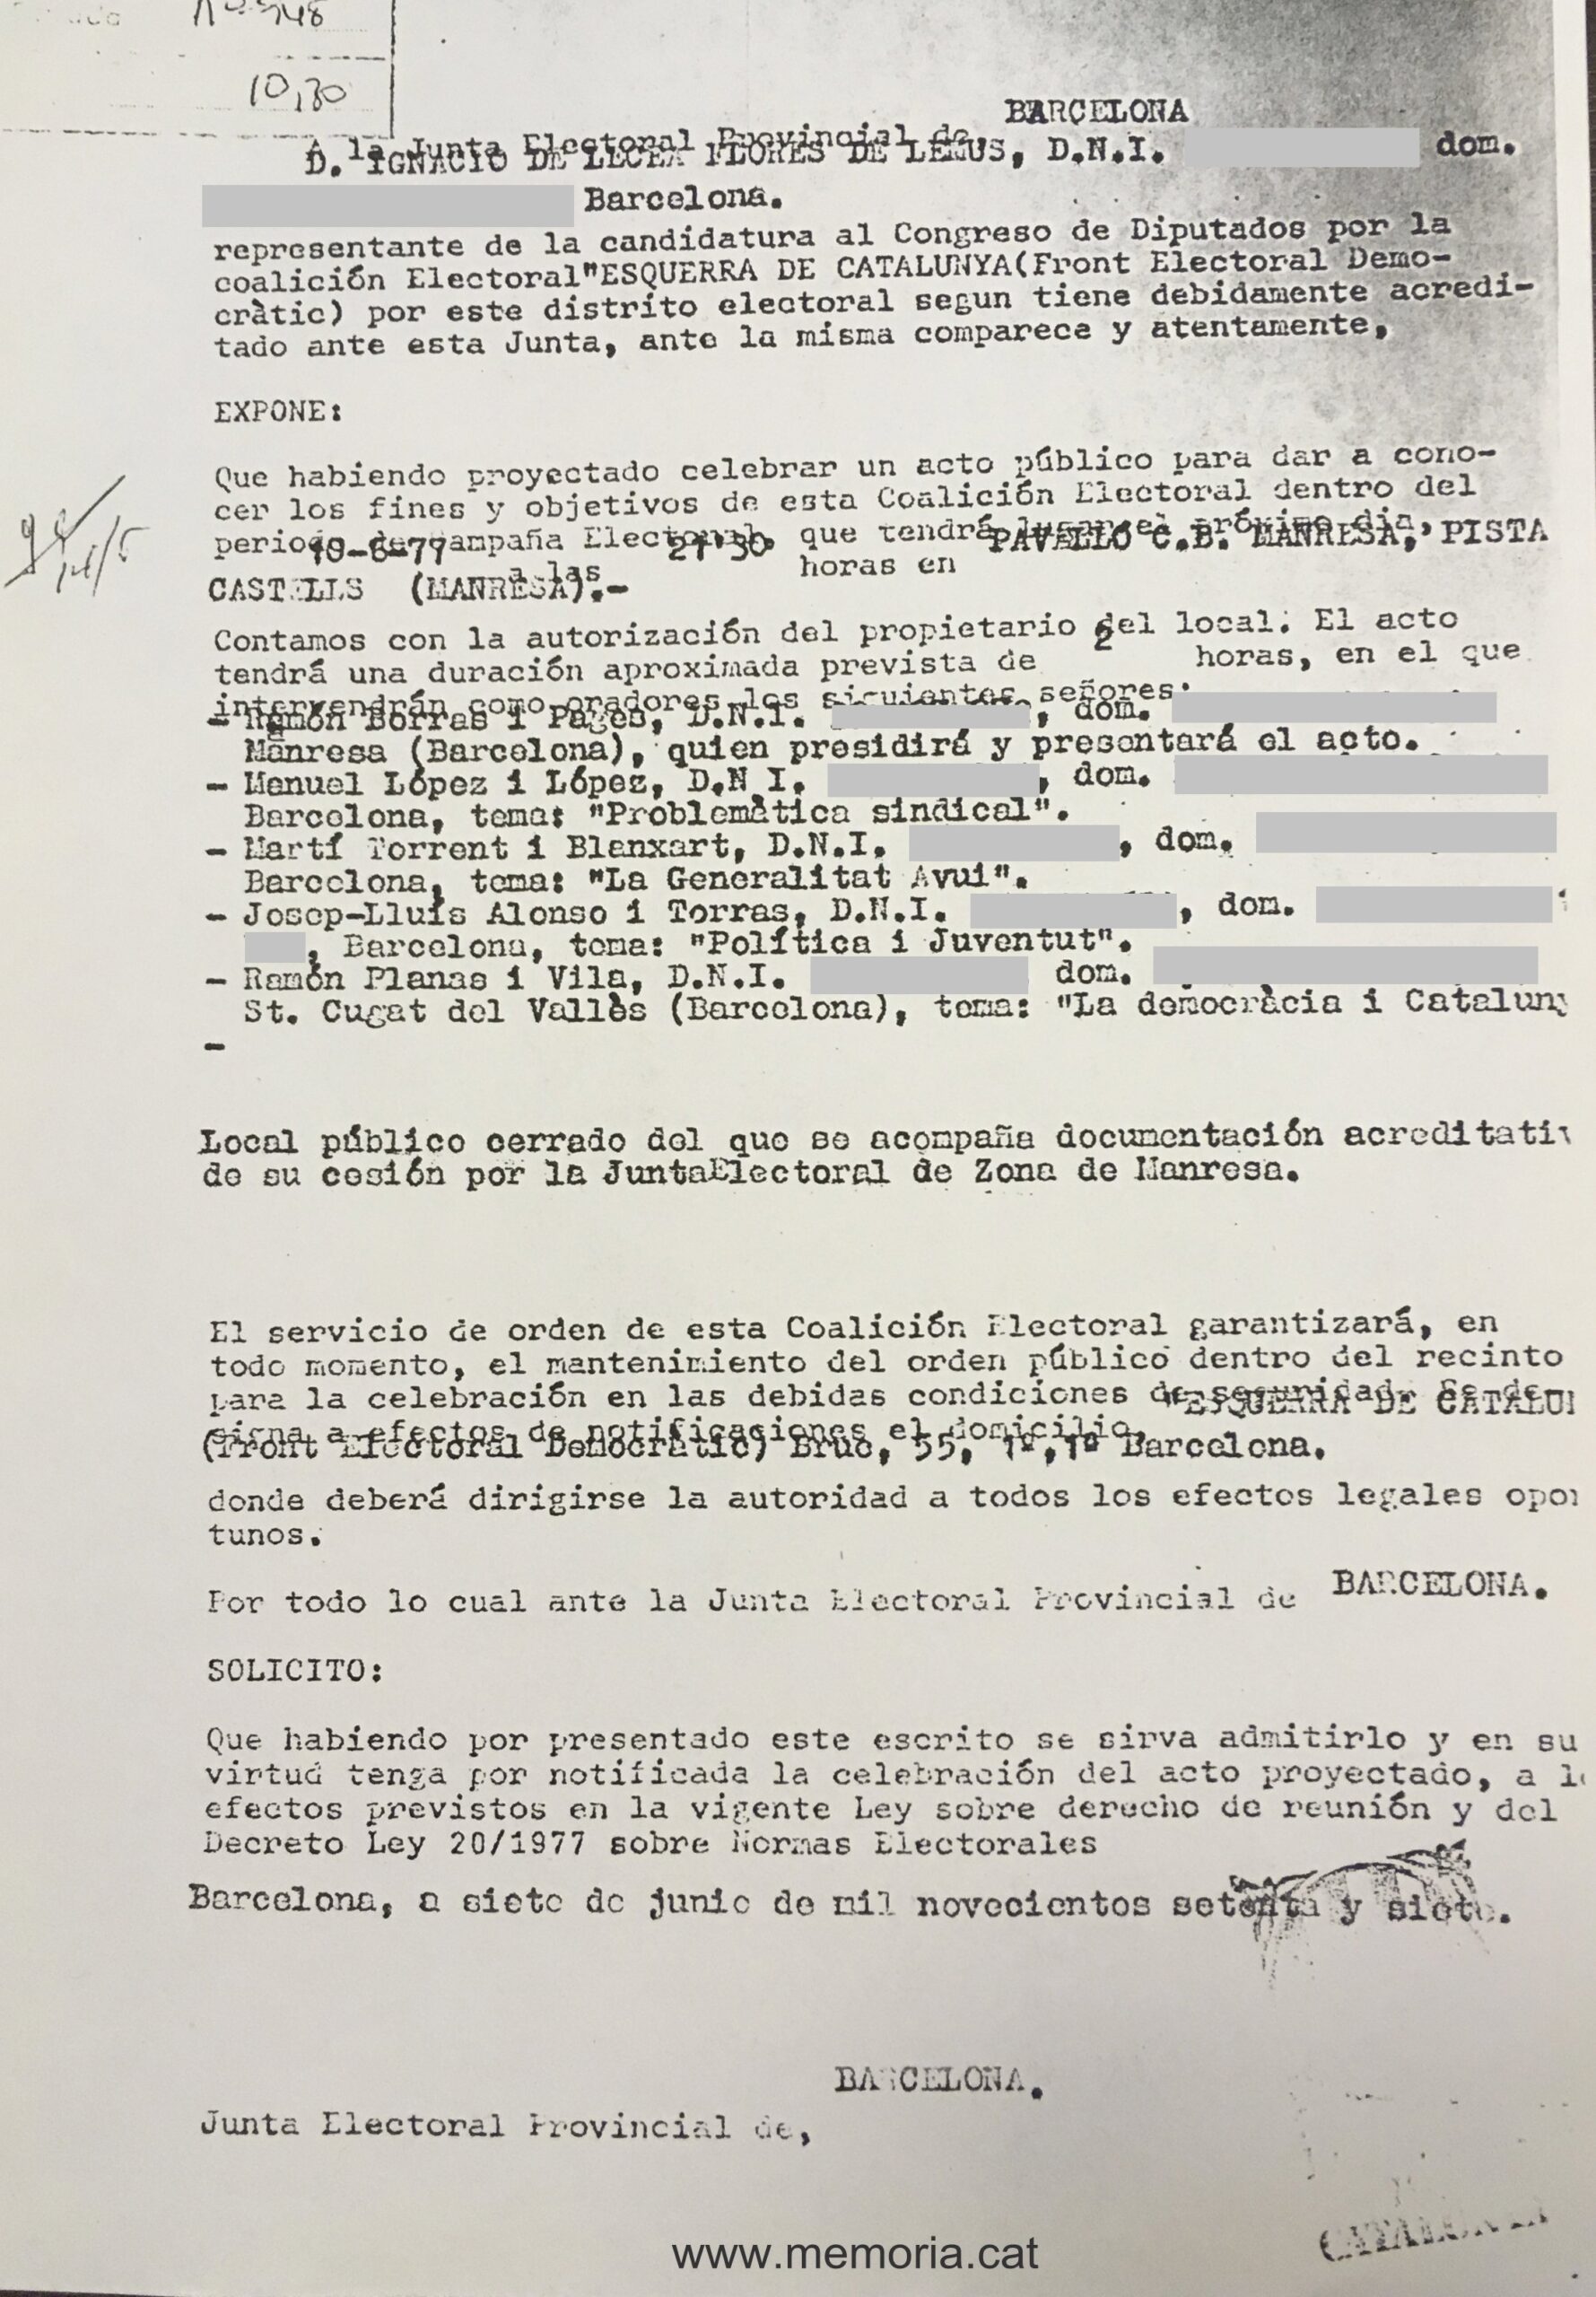 Nº 948
10,30
BARCELONA
A la Junta Electoral Provincial de,
D. IGNACIO DE LECEA FLORES DE LEMUS, D.N.I. dom.
Barcelona.
representante de la candidatura al Congreso de Diputados por la
coalición Electoral"ESQUERRA DE CATALUNYA(Front Electoral Demo-
cràtic) por este distrito electoral segun tiene debidamente acredi-
tado ante esta Junta, ante la misma comparece y atentamente,
EXPONE:
Que habiendo proyectado celebrar un acto público para dar a cono-
cer los fines y objetivos de esta Coalición Electoral dentro del
periodo de campaña Electoral, que tendrá lugar el próximo dia,
10-6-77 a las 21'30 horas en PAVELLÓ C.B. MANRESA, PISTA
CASTELLS (MANRESA).-
Contamos con la autorización del propietario del local. El acto
tendrá una duración aproximada prevista de 2 horas, en el que
intervendrán como oradores los siguientes señores:
- Ramón Borras i Pagès, D.N.I. , dom.
Manresa (Barcelona), quien presidirá y presentará el acto.
- Manuel López i López, D.N.I. , dom.
Barcelona, tema: "Problemàtica sindical".
- Martí Torrent i Blanxart, D.N.I. , dom.
Barcelona, tema: "La Generalitat Avui".
- Josep-Lluís Alonso i Torras, D.N.I. , dom.
, Barcelona, tema: "Política i Juventut".
- Ramón Planas i Vila, D.N.I. dom.
St. Cugat del Vallès (Barcelona), tema: "La democràcia i Cataluny
-
Local público cerrado del que se acompaña documentación acreditativ
de su cesión por la JuntaElectoral de Zona de Manresa.
El servicio de orden de esta Coalición Electoral garantizará, en
todo momento, el mantenimiento del orden público dentro del recinto
para la celebración en las debidas condiciones de seguridad. Se de-
signa a efectos de notificaciones el domicilio, "ESQUERRA DE CATALUN
(Front Electoral Democràtic) Bruc, 55, 1º,1ª Barcelona.
donde deberá dirigirse la autoridad a todos los efectos legales opor
tunos.
Por todo lo cual ante la Junta Electoral Provincial de BARCELONA.
SOLICITO:
Que habiendo por presentado este escrito se sirva admitirlo y en su
virtud tenga por notificada la celebración del acto proyectado, a lo
efectos previstos en la vigente Ley sobre derecho de reunión y del
Decreto Ley 20/1977 sobre Normas Electorales
Barcelona, a siete de junio de mil novecientos setenta y siete.
BARCELONA.
Junta Electoral Provincial de,
www.memoria.cat